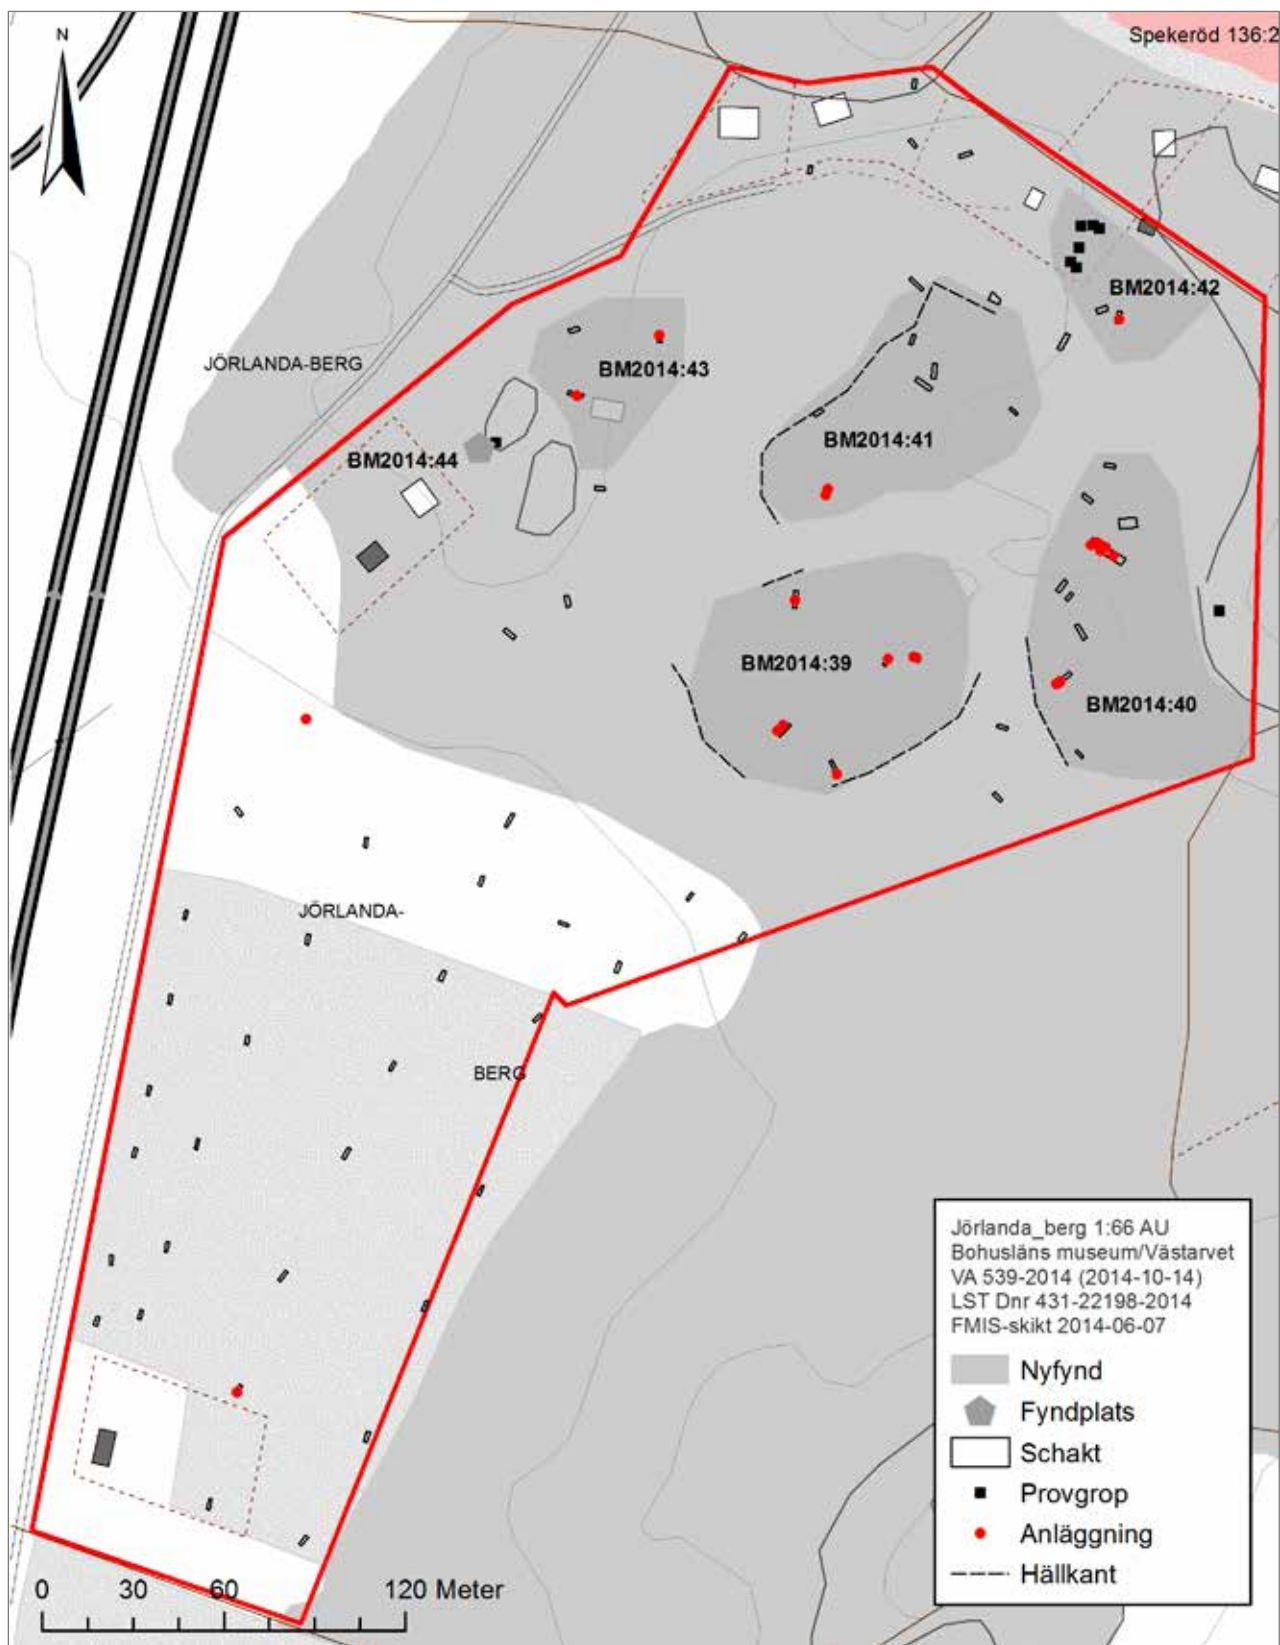 N
Spekeröd 136:2
BM2014:42
JÖRLANDA-BERG
BM2014:43
BM2014:41
BM2014:44
BM2014:39
BM2014:40
JÖRLANDA-
BERG
Jörlanda_berg 1:66 AU
Bohusläns museum/Västarvet
VA 539-2014 (2014-10-14)
LST Dnr 431-22198-2014
FMIS-skikt 2014-06-07
Nyfynd
Fyndplats
Schakt
Provgrop
Anläggning
Hällkant
0 30 60 120 Meter